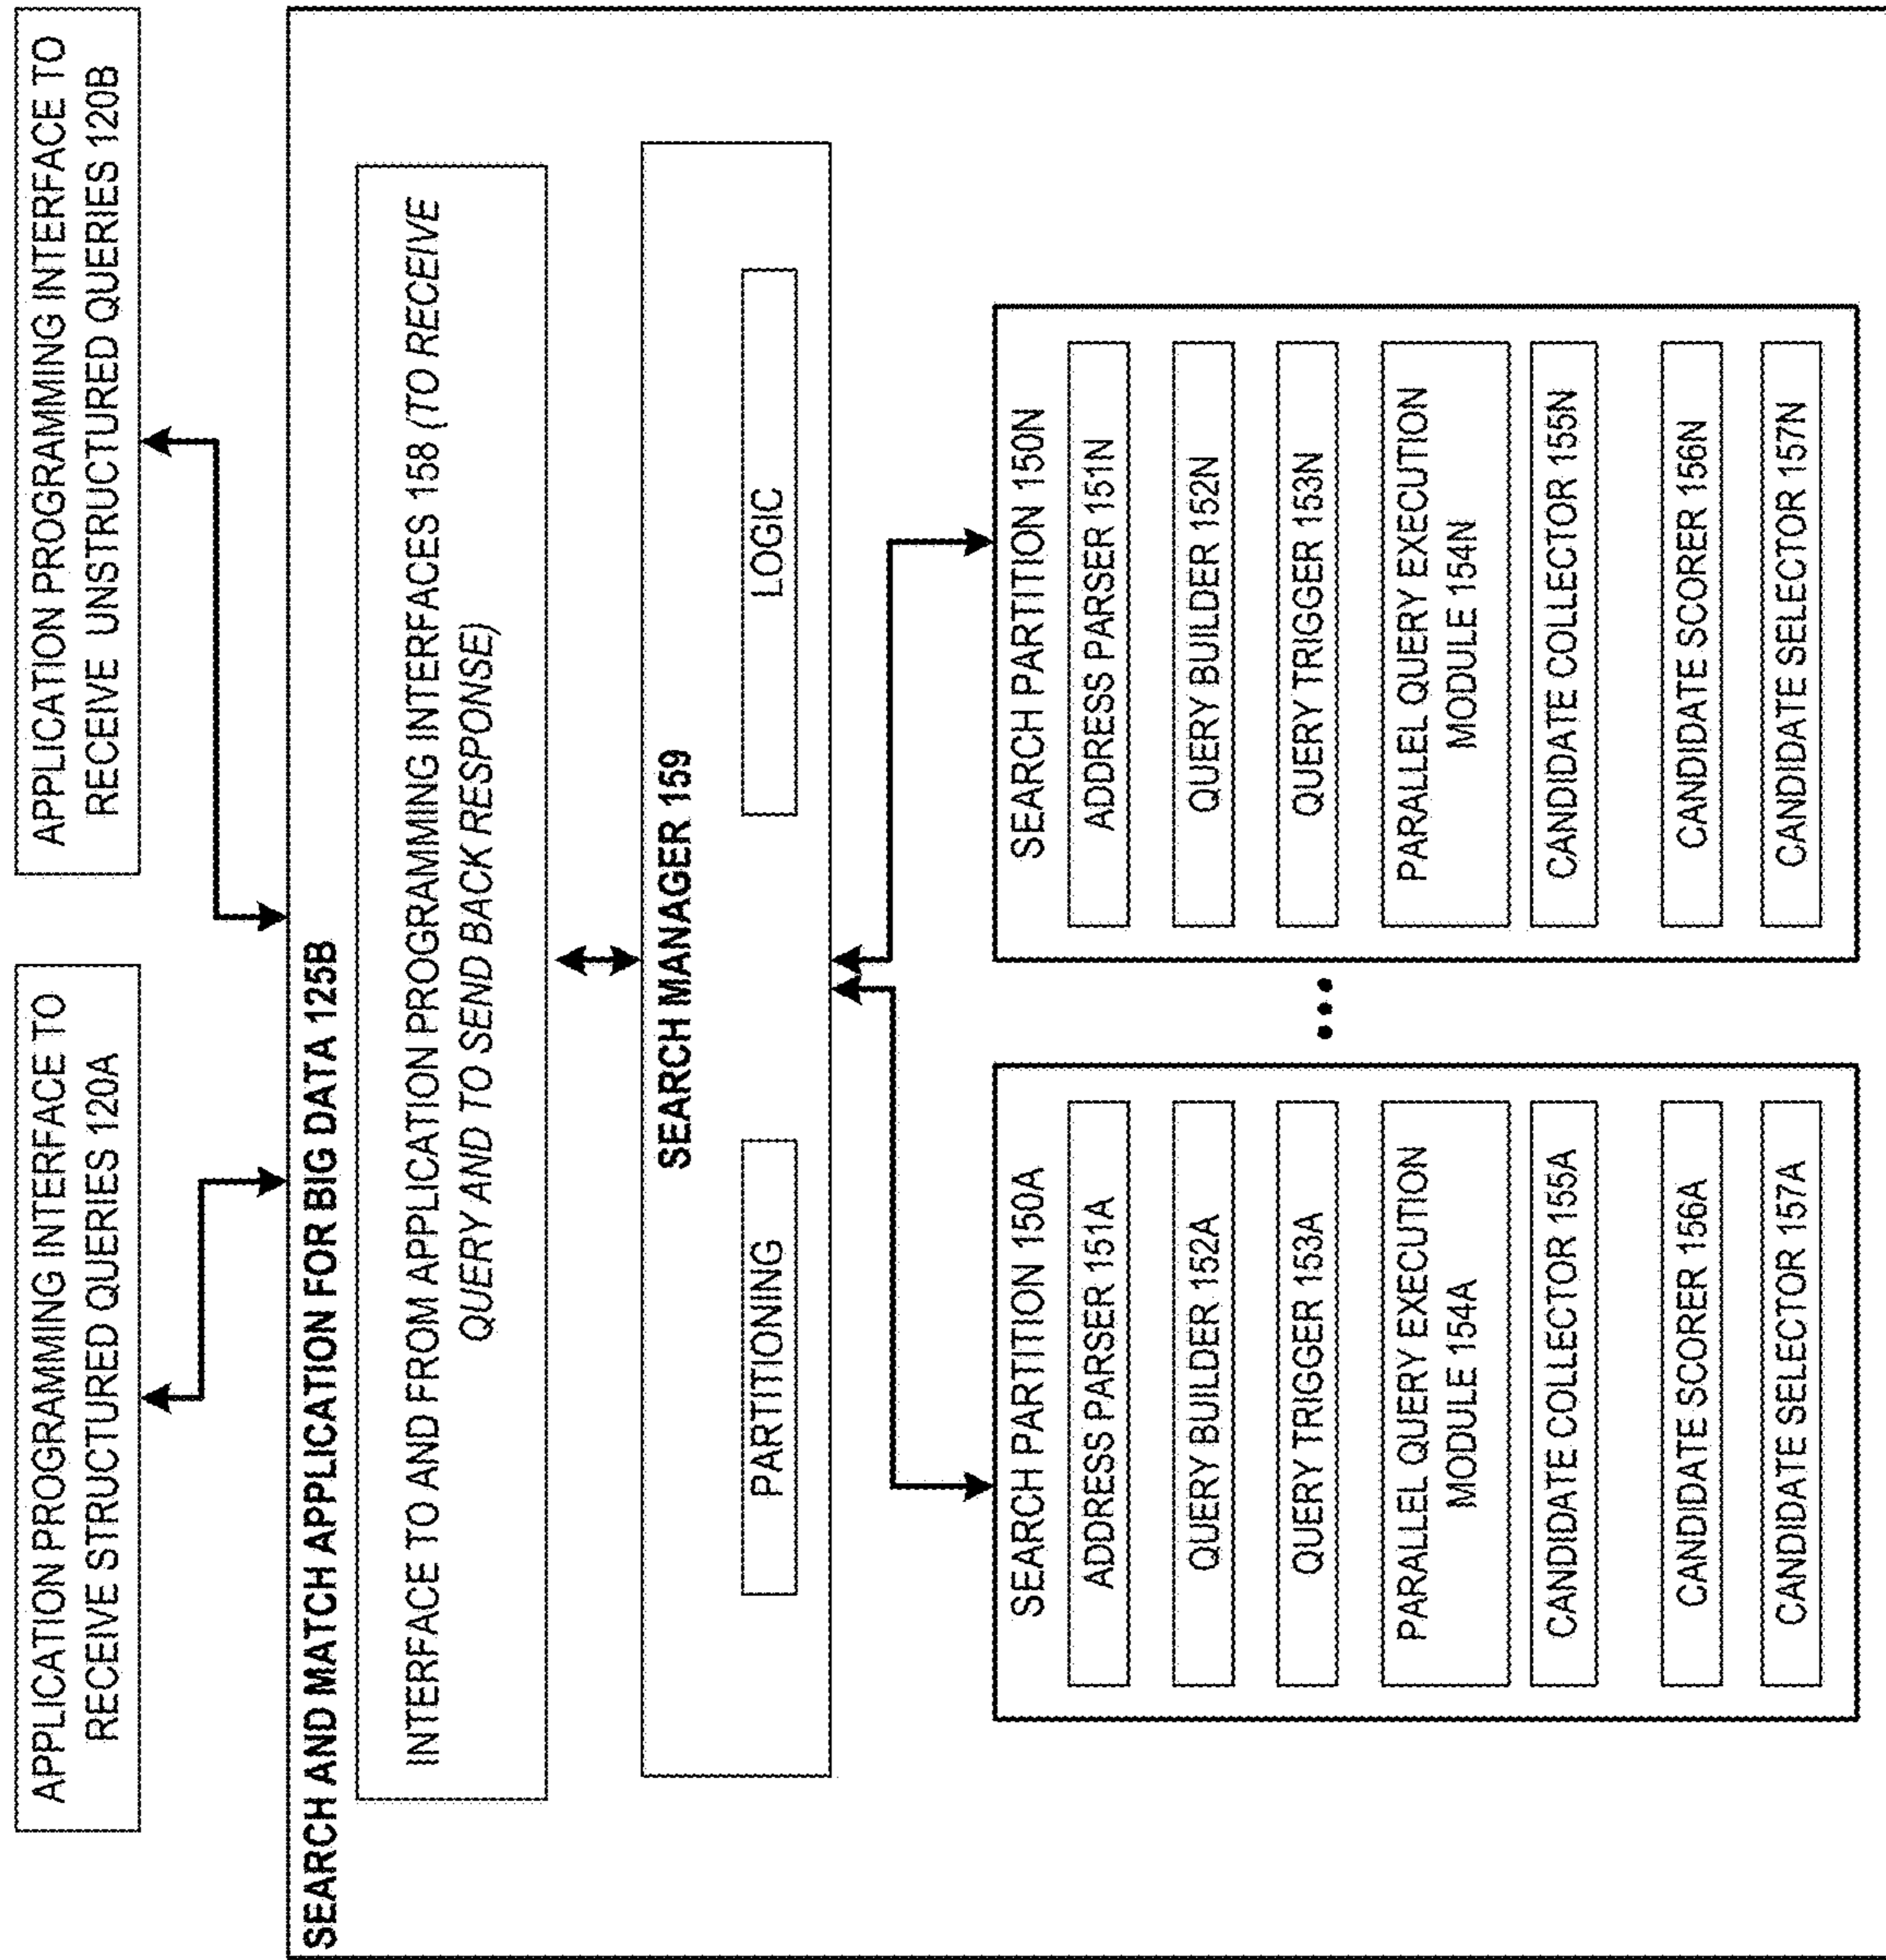 APPLICATION PROGRAMMING INTERFACE TO
RECEIVE STRUCTURED QUERIES 120A
APPLICATION PROGRAMMING INTERFACE TO
RECEIVE UNSTRUCTURED QUERIES 120B
SEARCH AND MATCH APPLICATION FOR BIG DATA 125B
INTERFACE TO AND FROM APPLICATION PROGRAMMING INTERFACES 158 (TO RECEIVE
QUERY AND TO SEND BACK RESPONSE)
SEARCH MANAGER 159
PARTITIONING
LOGIC
SEARCH PARTITION 150A
ADDRESS PARSER 151A
QUERY BUILDER 152A
QUERY TRIGGER 153A
PARALLEL QUERY EXECUTION
MODULE 154A
CANDIDATE COLLECTOR 155A
CANDIDATE SCORER 156A
CANDIDATE SELECTOR 157A
...
SEARCH PARTITION 150N
ADDRESS PARSER 151N
QUERY BUILDER 152N
QUERY TRIGGER 153N
PARALLEL QUERY EXECUTION
MODULE 154N
CANDIDATE COLLECTOR 155N
CANDIDATE SCORER 156N
CANDIDATE SELECTOR 157N